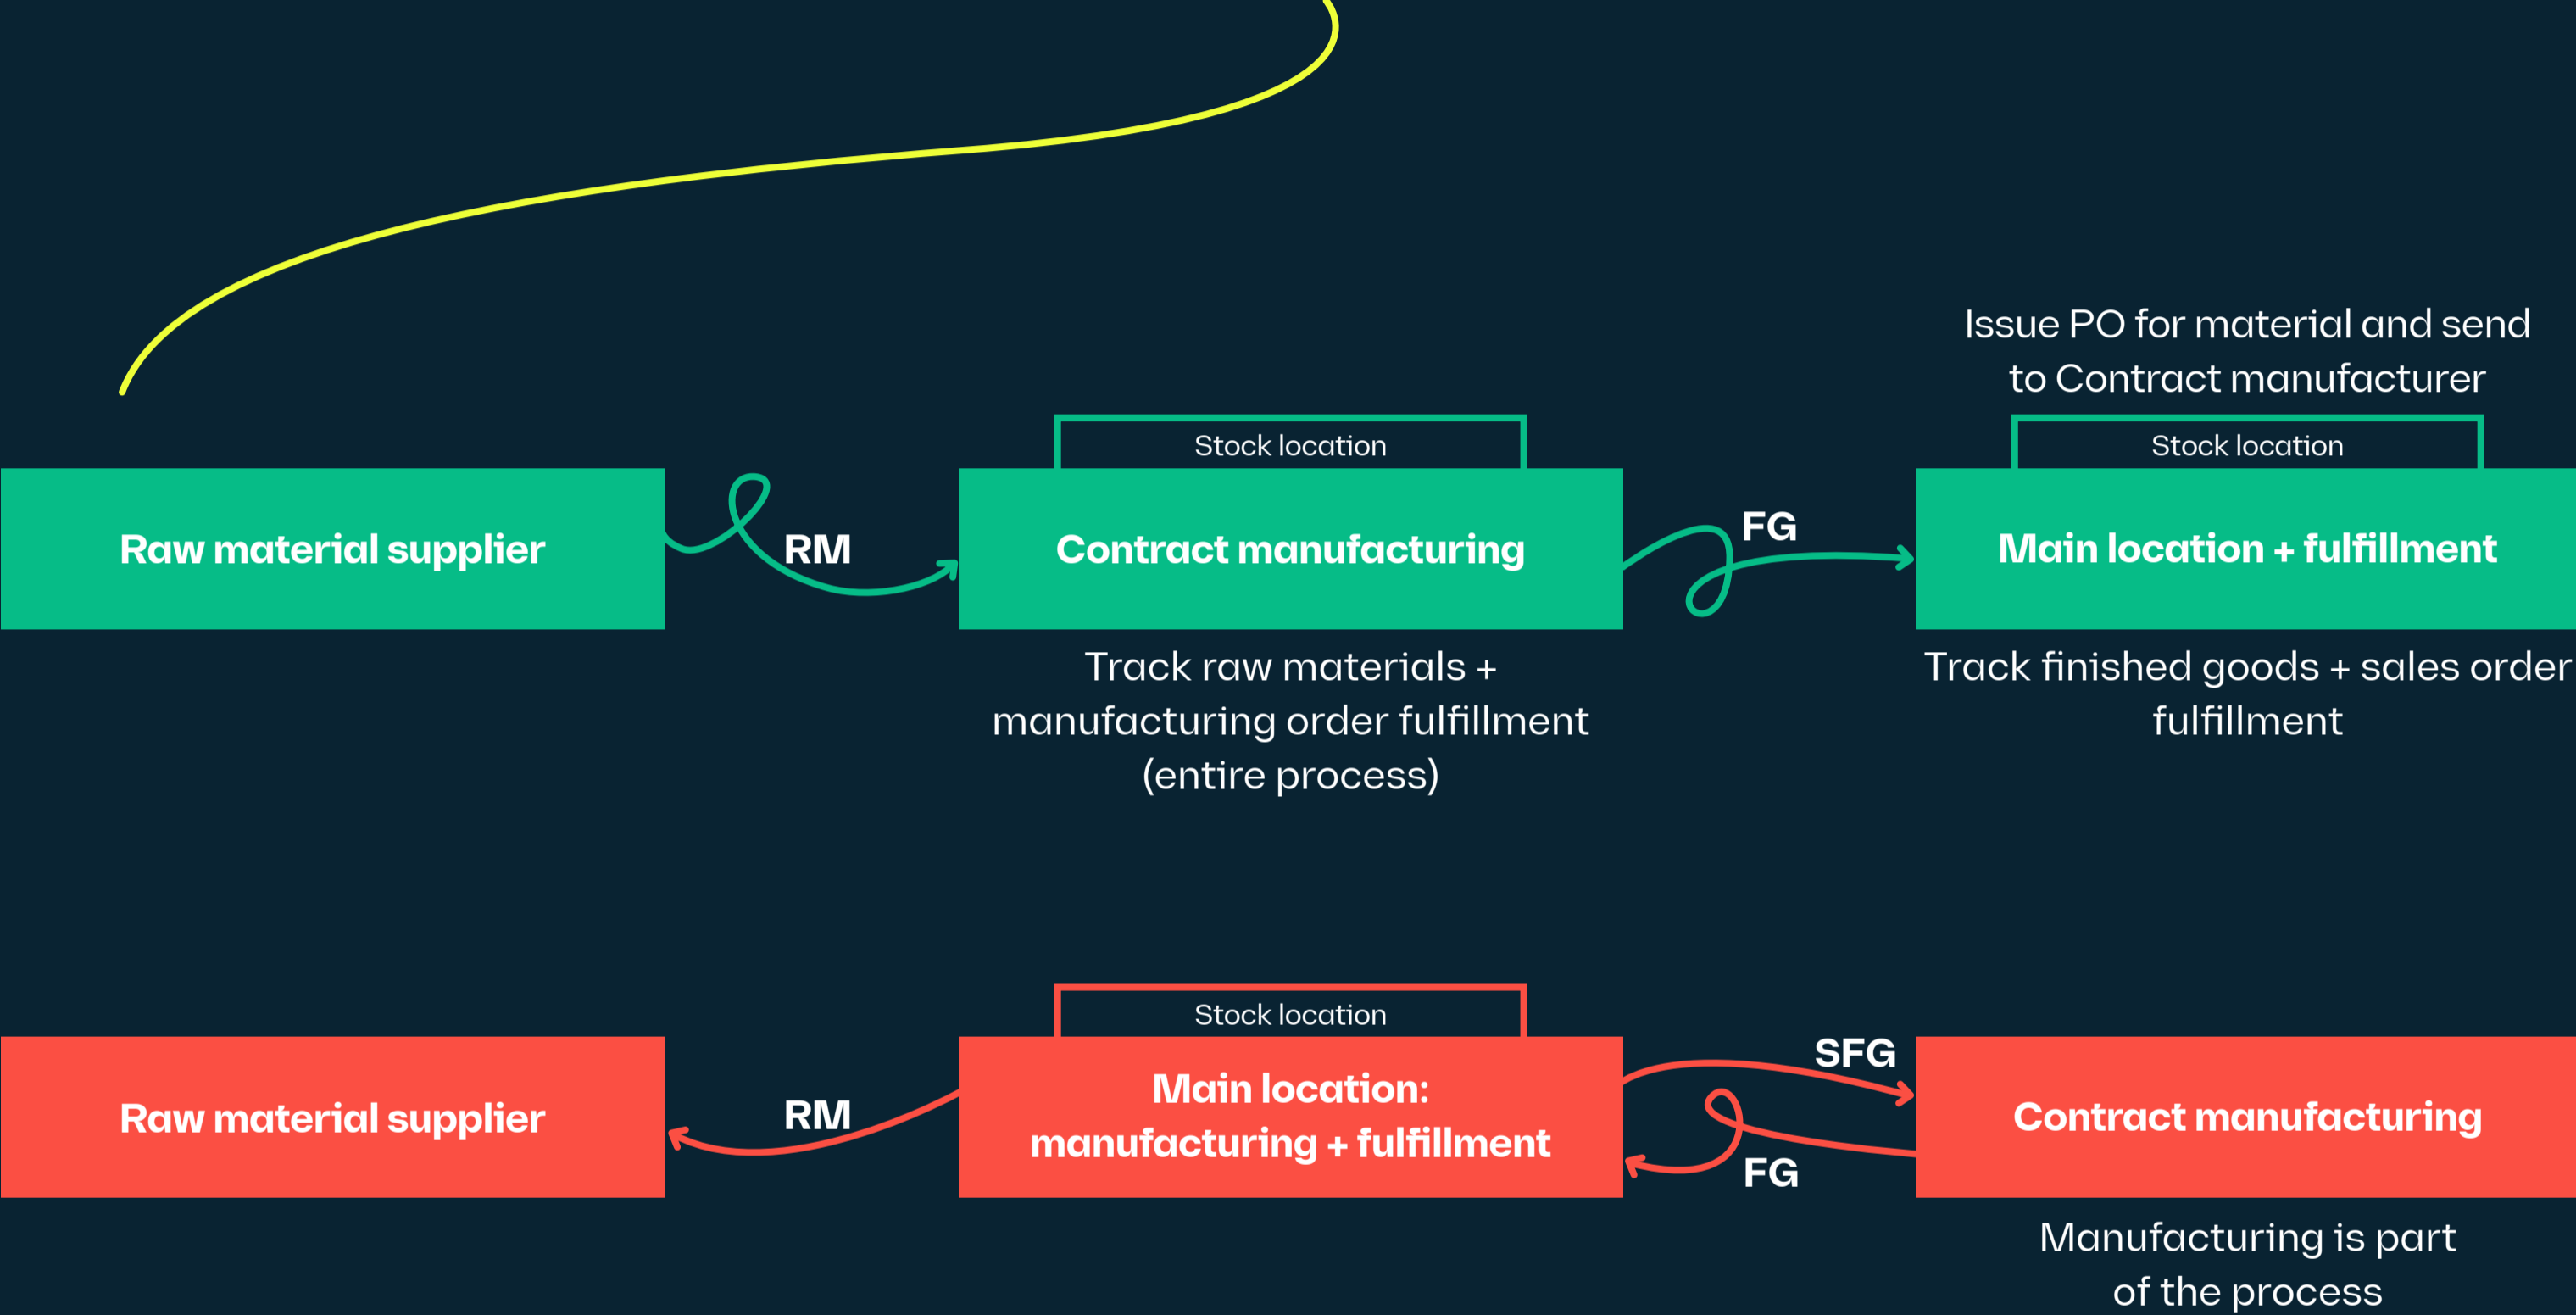 Issue PO for material and send
to Contract manufacturer
Stock location
Stock location
Raw material supplier
RM
Contract manufacturing
FG
Main location + fulfillment
Track raw materials +
manufacturing order fulfillment
(entire process)
Track finished goods + sales order
fulfillment
Stock location
Raw material supplier
RM
Main location:
manufacturing + fulfillment
SFG
FG
Contract manufacturing
Manufacturing is part
of the process